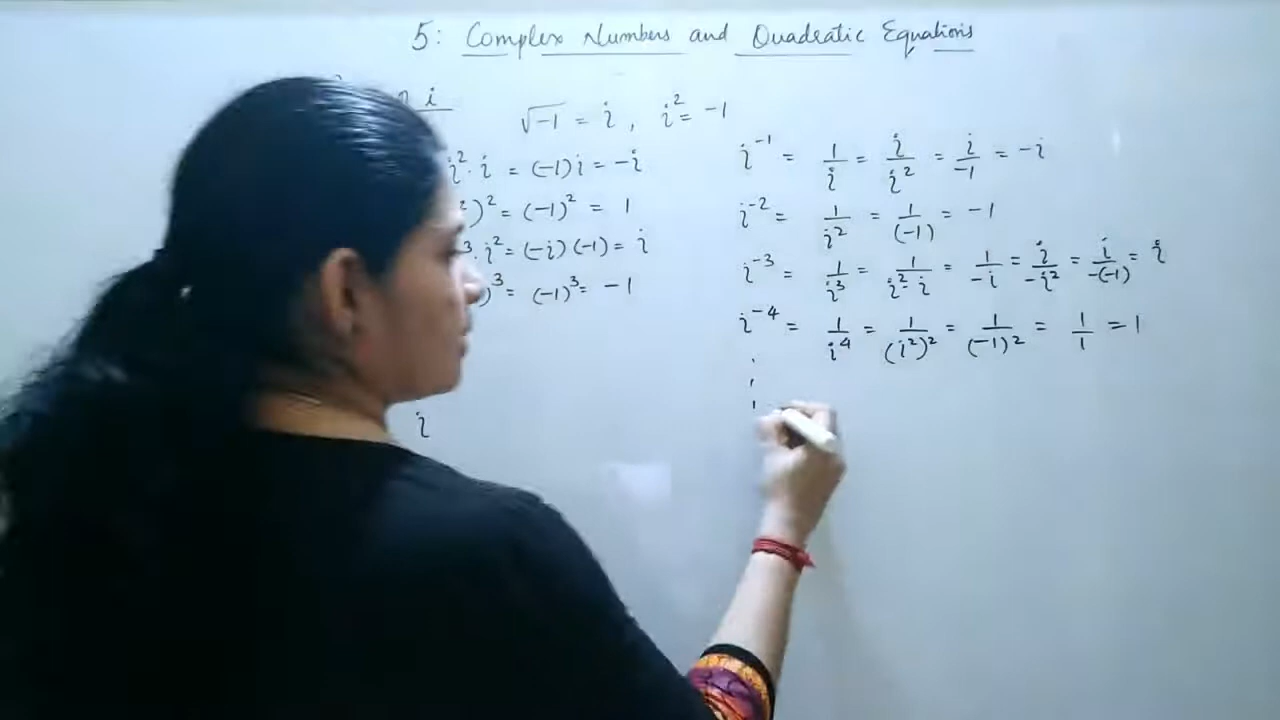 5: Complex Numbers and Quadratic Equations
i
√-1 = i , i² = -1
i²·i = (-1)i = -i
²)² = (-1)² = 1
³·i² = (-i)(-1) = i
)³ = (-1)³ = -1
i
i⁻¹ = 1/i = i/i² = i/-1 = -i
i⁻² = 1/i² = 1/(-1) = -1
i⁻³ = 1/i³ = 1/i²·i = 1/-i = i/-i² = i/-(-1) = i
i⁻⁴ = 1/i⁴ = 1/(i²)² = 1/(-1)² = 1/1 = 1